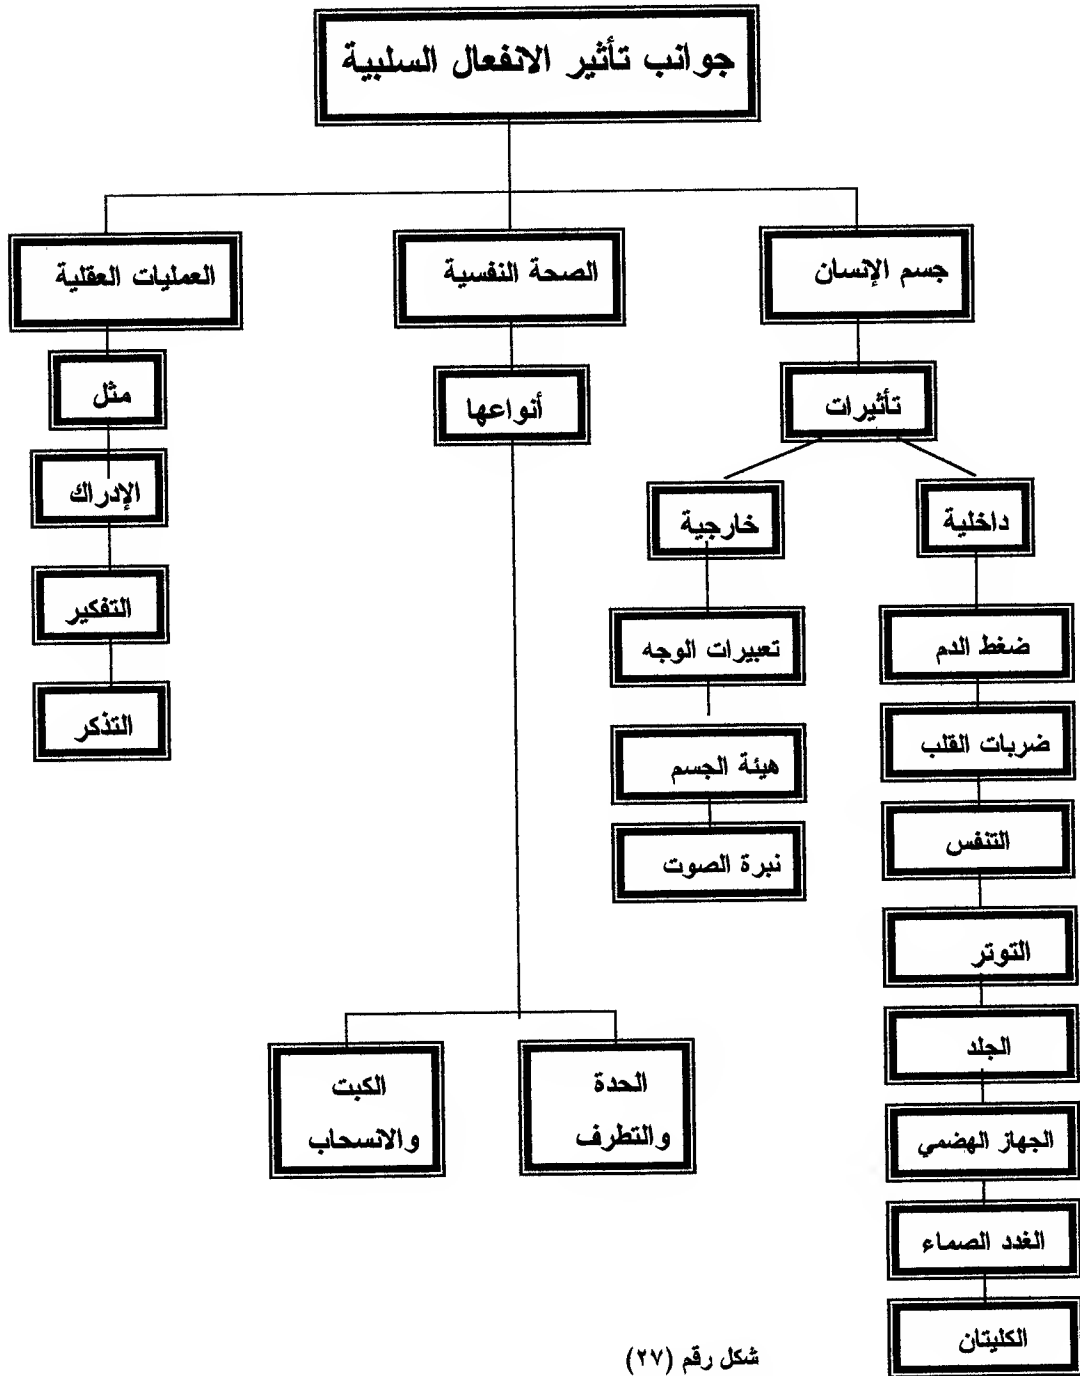 جوانب تأثير الانفعال السلبية
جسم الإنسان
الصحة النفسية
العمليات العقلية
تأثيرات
أنواعها
مثل
داخلية
خارجية
الإدراك
التفكير
التذكر
ضغط الدم
ضربات القلب
التنفس
التوتر
الجلد
الجهاز الهضمي
الغدد الصماء
الكليتان
تعبيرات الوجه
هيئة الجسم
نبرة الصوت
الحدة
والتطرف
الكبت
والانسحاب
شكل رقم (٢٧)